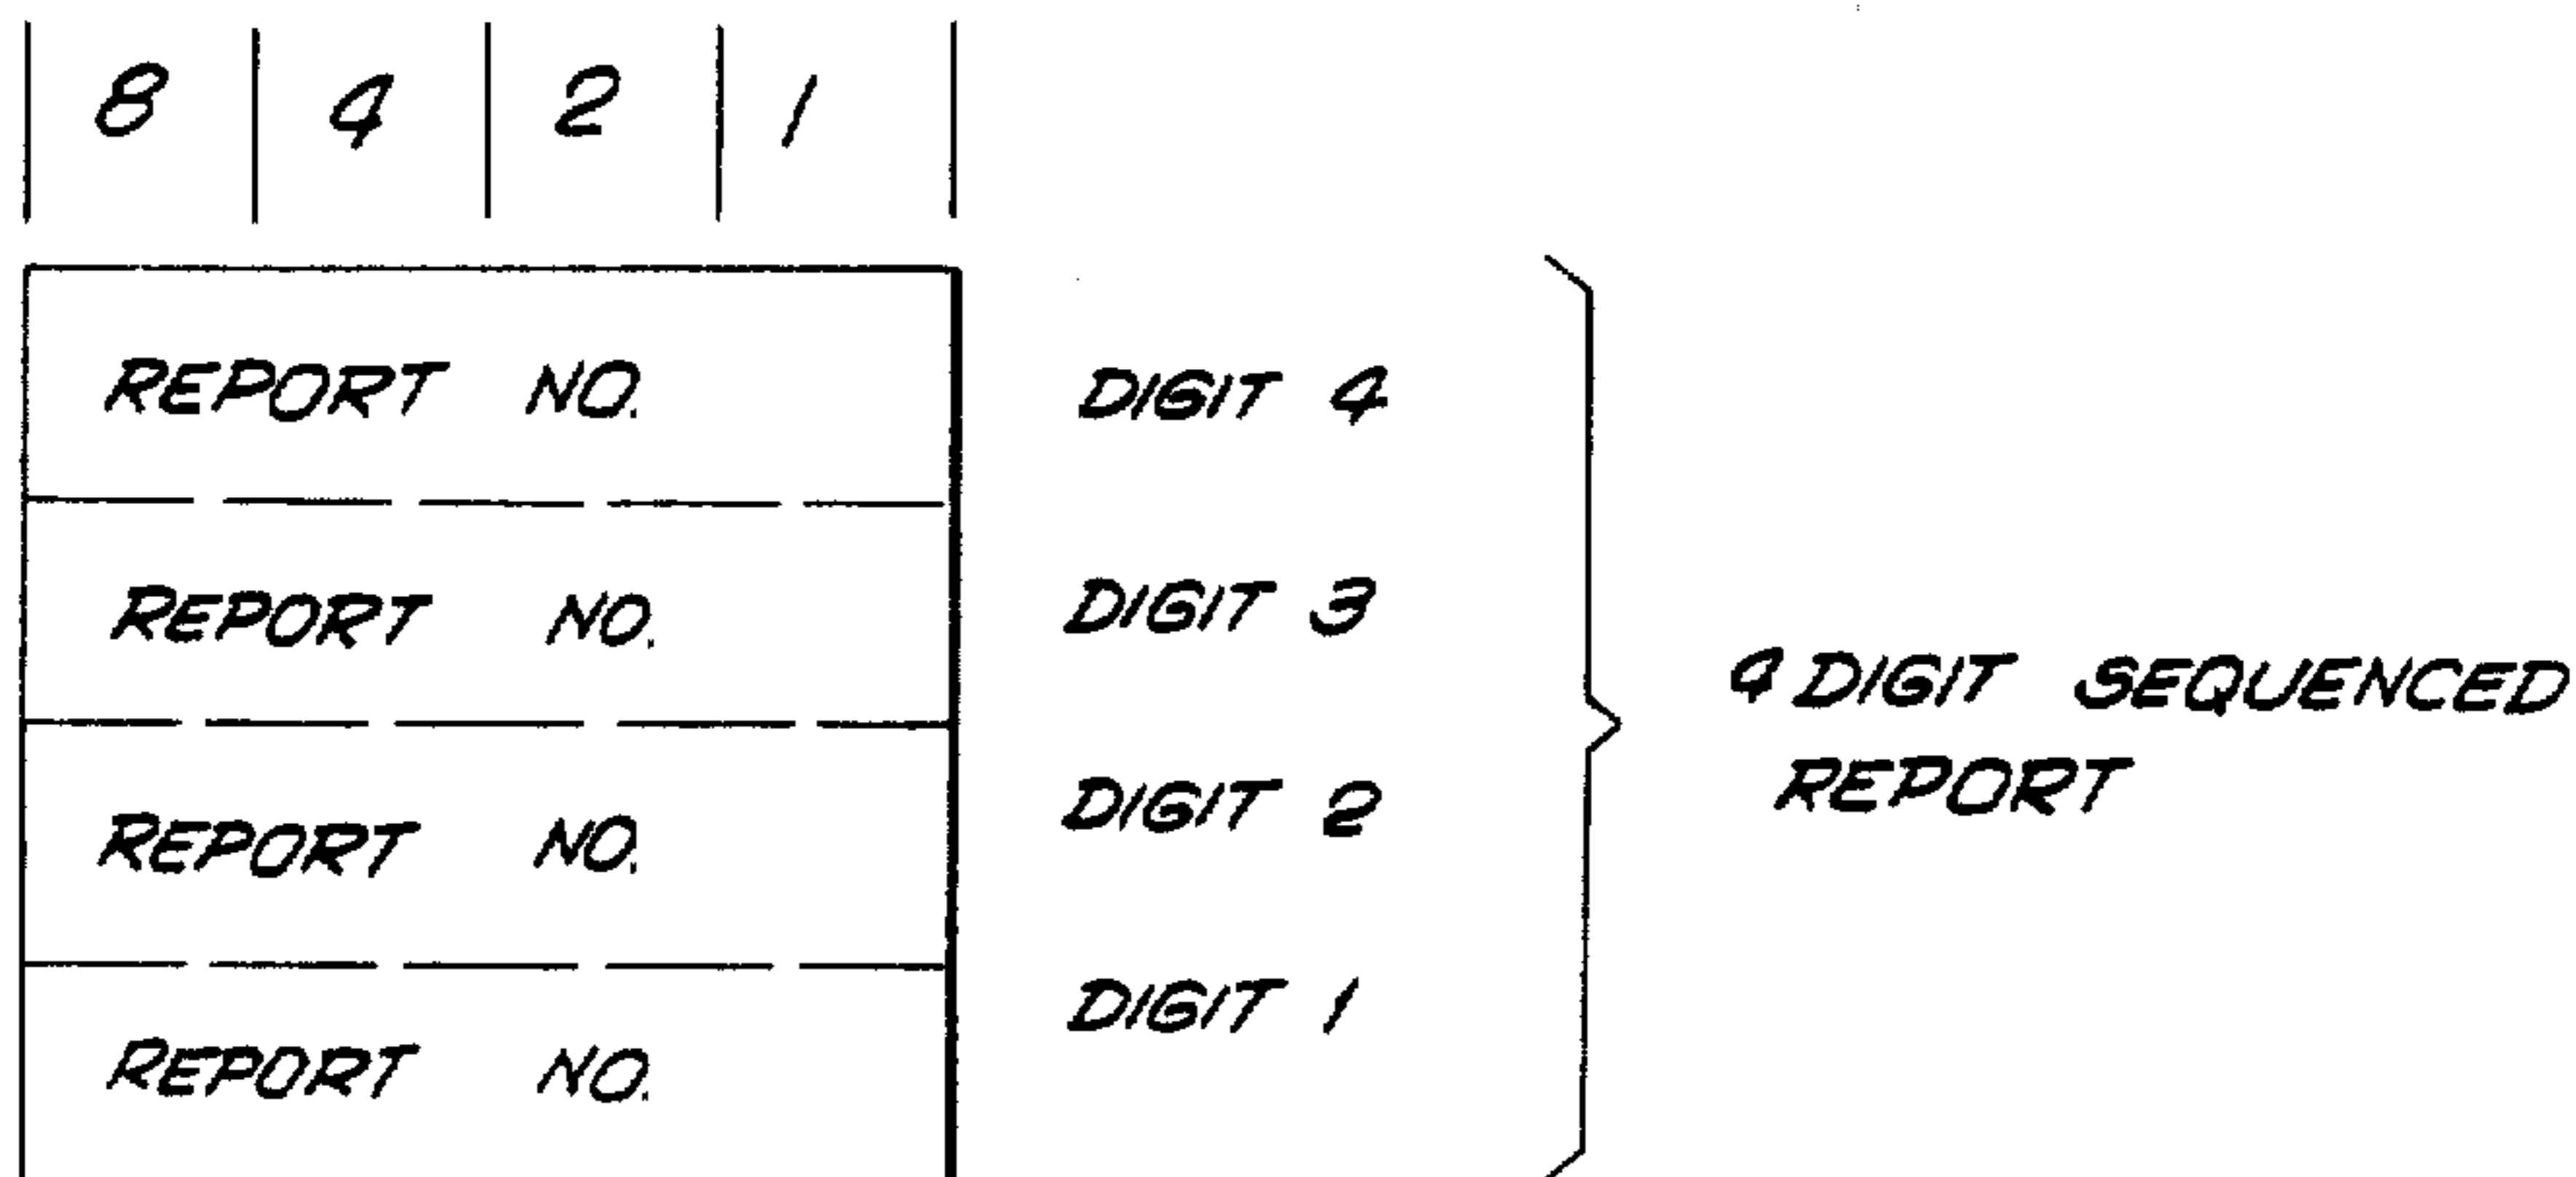 8 4 2 1
REPORT NO. DIGIT 4
REPORT NO. DIGIT 3
4 DIGIT SEQUENCED
REPORT
REPORT NO. DIGIT 2
REPORT NO. DIGIT 1